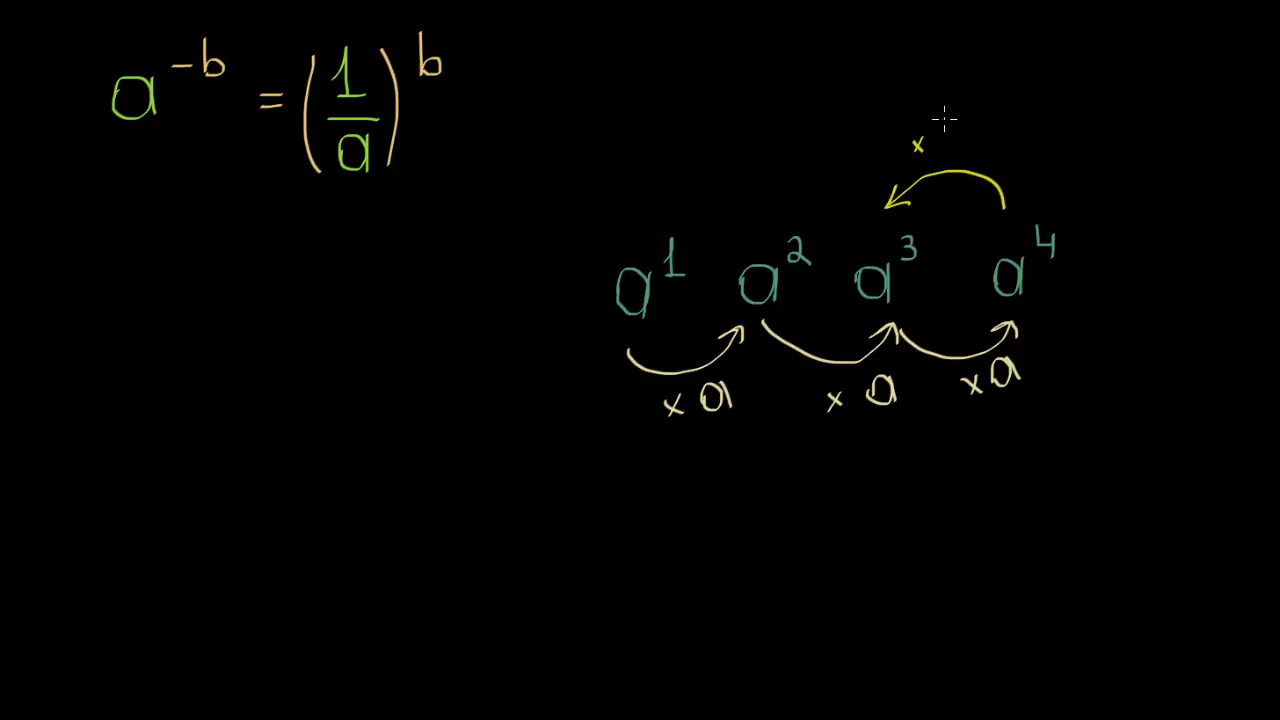 a^{-b} = (1/a)^b
×
a^1 a^2 a^3 a^4
× a × a × a